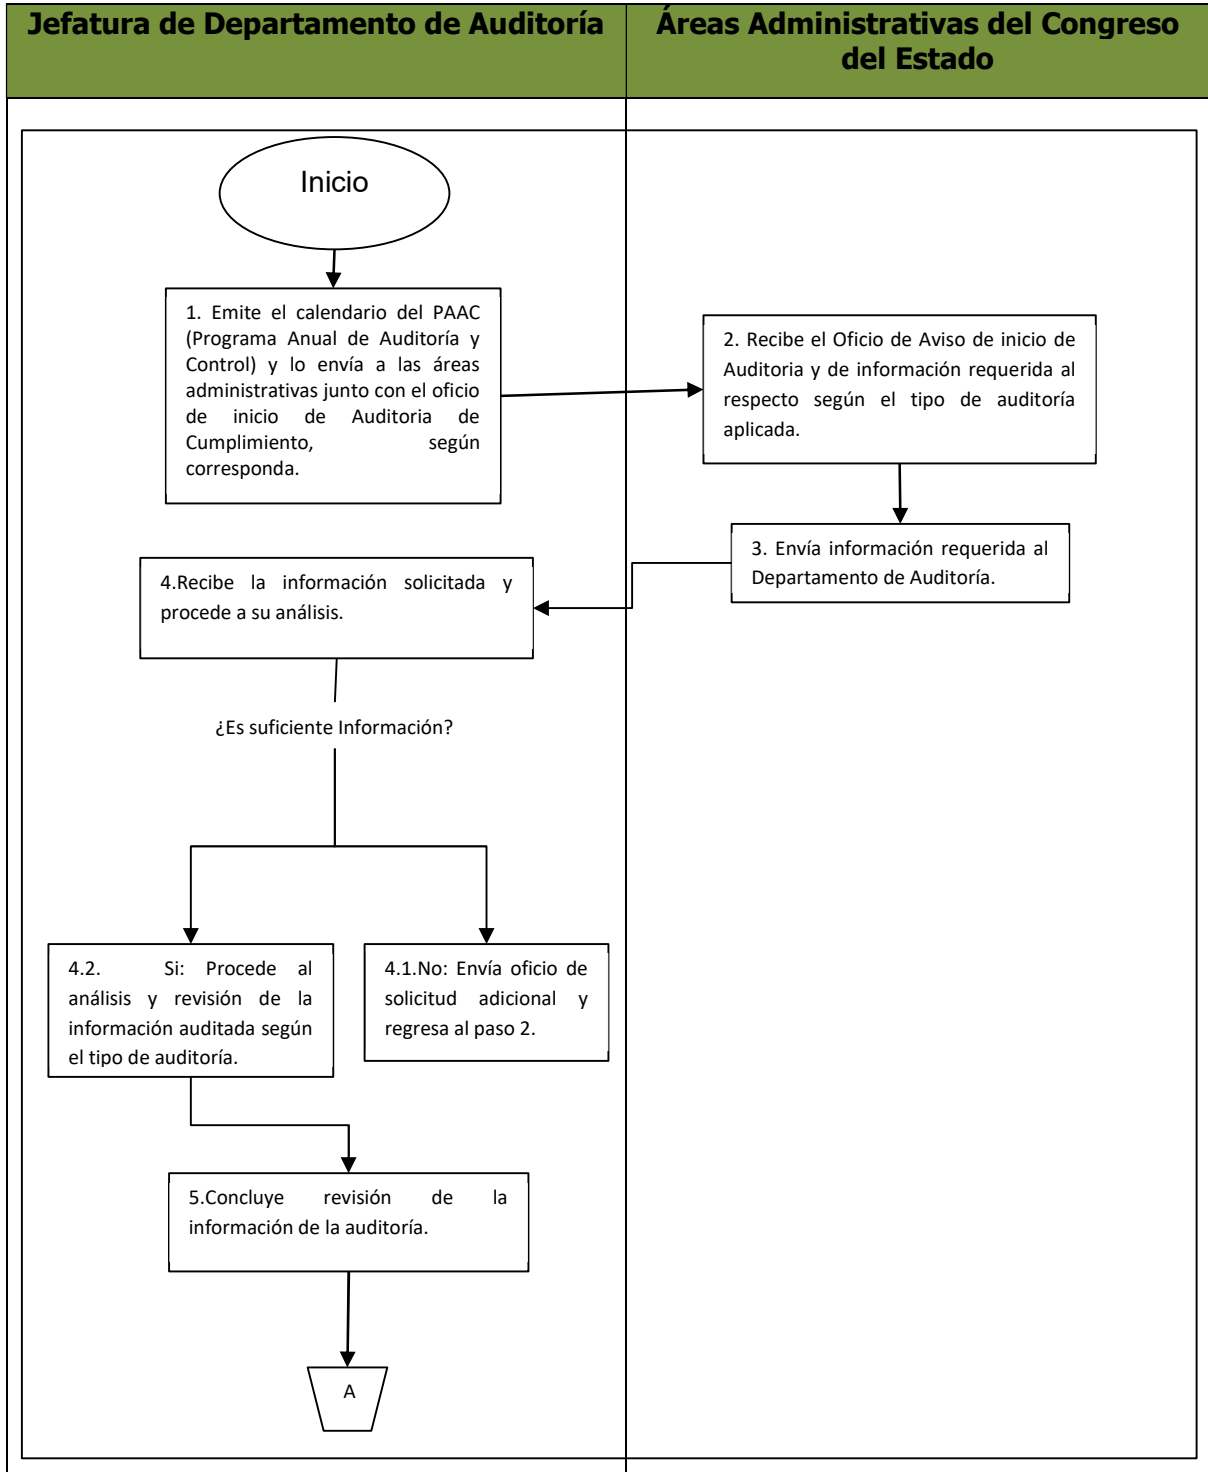 Jefatura de Departamento de Auditoría
Áreas Administrativas del Congreso
del Estado
Inicio
1. Emite el calendario del PAAC
(Programa Anual de Auditoría y
Control) y lo envía a las áreas
administrativas junto con el oficio
de inicio de Auditoria de
Cumplimiento, según
corresponda.
2. Recibe el Oficio de Aviso de inicio de
Auditoria y de información requerida al
respecto según el tipo de auditoría
aplicada.
3. Envía información requerida al
Departamento de Auditoría.
4.Recibe la información solicitada y
procede a su análisis.
¿Es suficiente Información?
4.2. Si: Procede al
análisis y revisión de la
información auditada según
el tipo de auditoría.
4.1.No: Envía oficio de
solicitud adicional y
regresa al paso 2.
5.Concluye revisión de la
información de la auditoría.
A